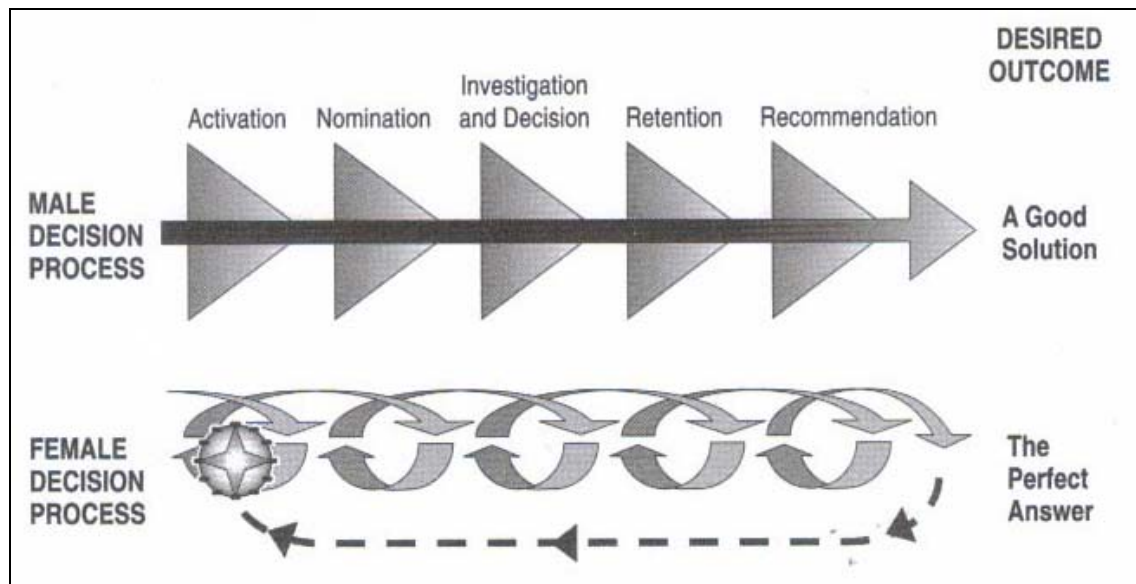 DESIRED
OUTCOME
Activation
Nomination
Investigation
and Decision
Retention
Recommendation
MALE
DECISION
PROCESS
A Good
Solution
FEMALE
DECISION
PROCESS
The
Perfect
Answer